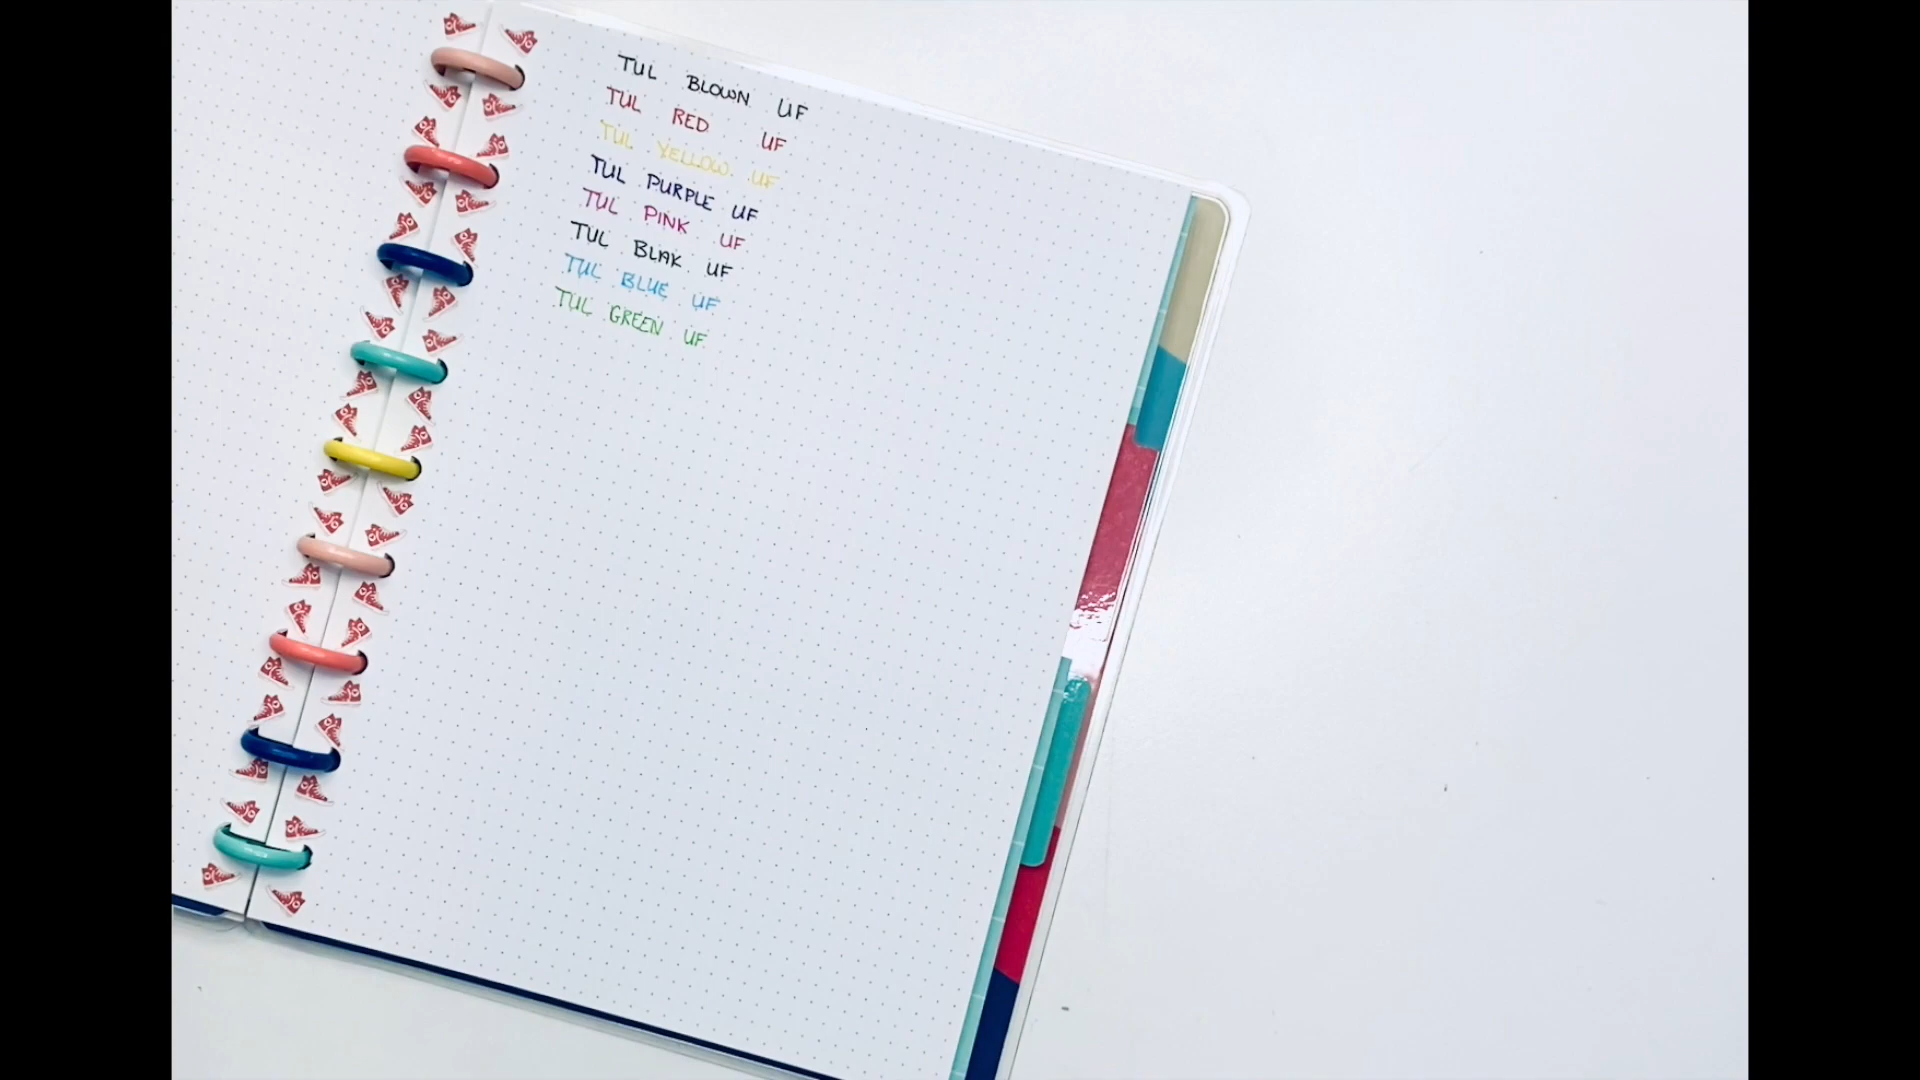 TUL BLOWN UF
TUL RED UF
TUL YELLOW UF
TUL PURPLE UF
TUL PINK UF
TUL BLAK UF
TUL BLUE UF
TUL GREEN UF